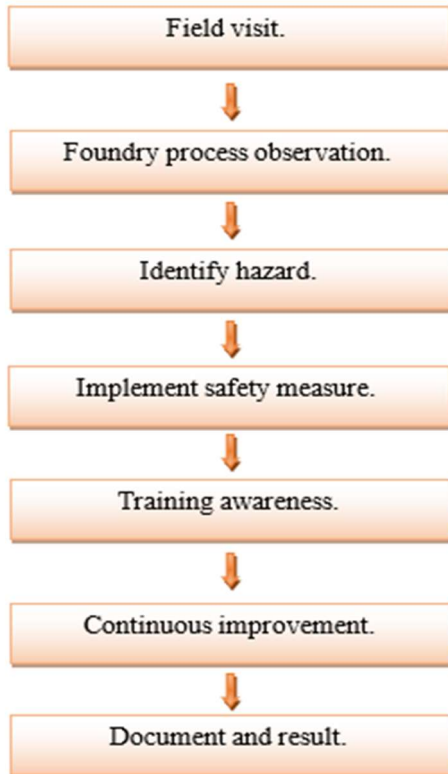 Field visit.
Foundry process observation.
Identify hazard.
Implement safety measure.
Training awareness.
Continuous improvement.
Document and result.